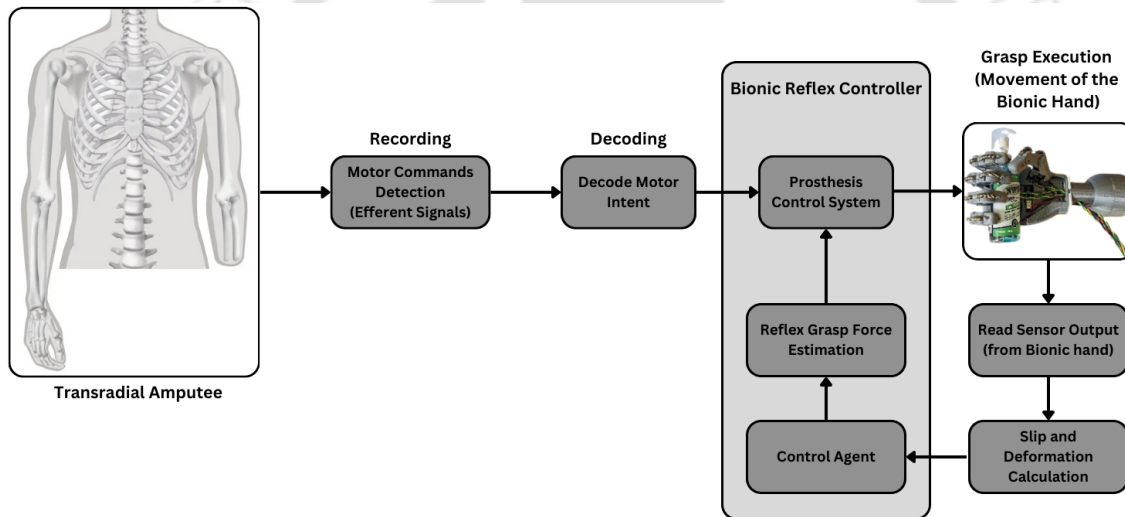 Grasp Execution
(Movement of the
Bionic Hand)
Bionic Reflex Controller
Recording
Decoding
Motor Commands
Detection
(Efferent Signals)
Decode Motor
Intent
Prosthesis
Control System
Reflex Grasp Force
Estimation
Read Sensor Output
(from Bionic hand)
Transradial Amputee
Control Agent
Slip and
Deformation
Calculation